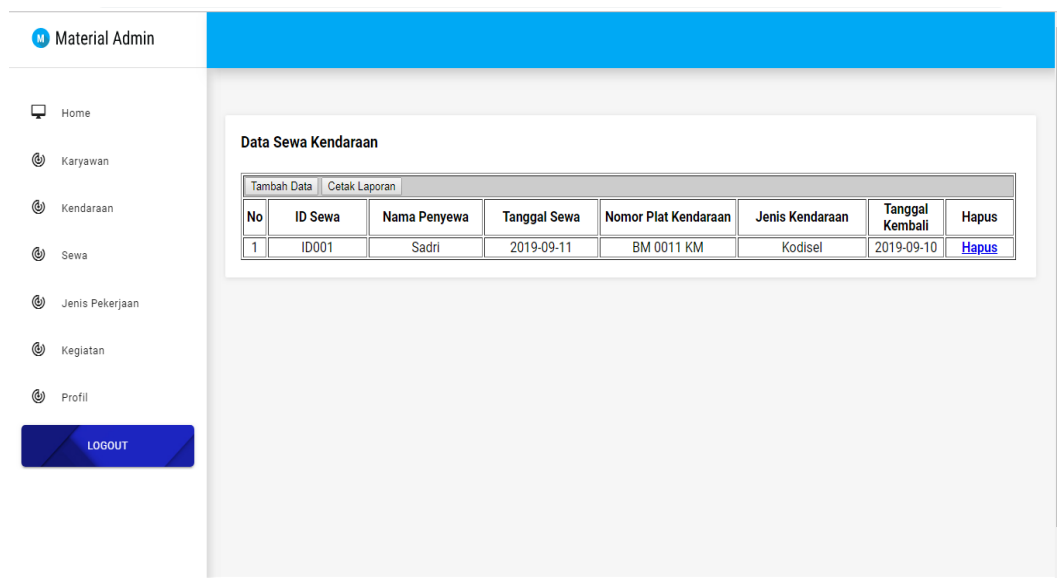 M Material Admin
Home
Karyawan
Kendaraan
Sewa
Jenis Pekerjaan
Kegiatan
Profil
LOGOUT
Data Sewa Kendaraan
Tambah Data Cetak Laporan
No ID Sewa Nama Penyewa Tanggal Sewa Nomor Plat Kendaraan Jenis Kendaraan Tanggal Kembali Hapus
1 ID001 Sadri 2019-09-11 BM 0011 KM Kodisel 2019-09-10 Hapus